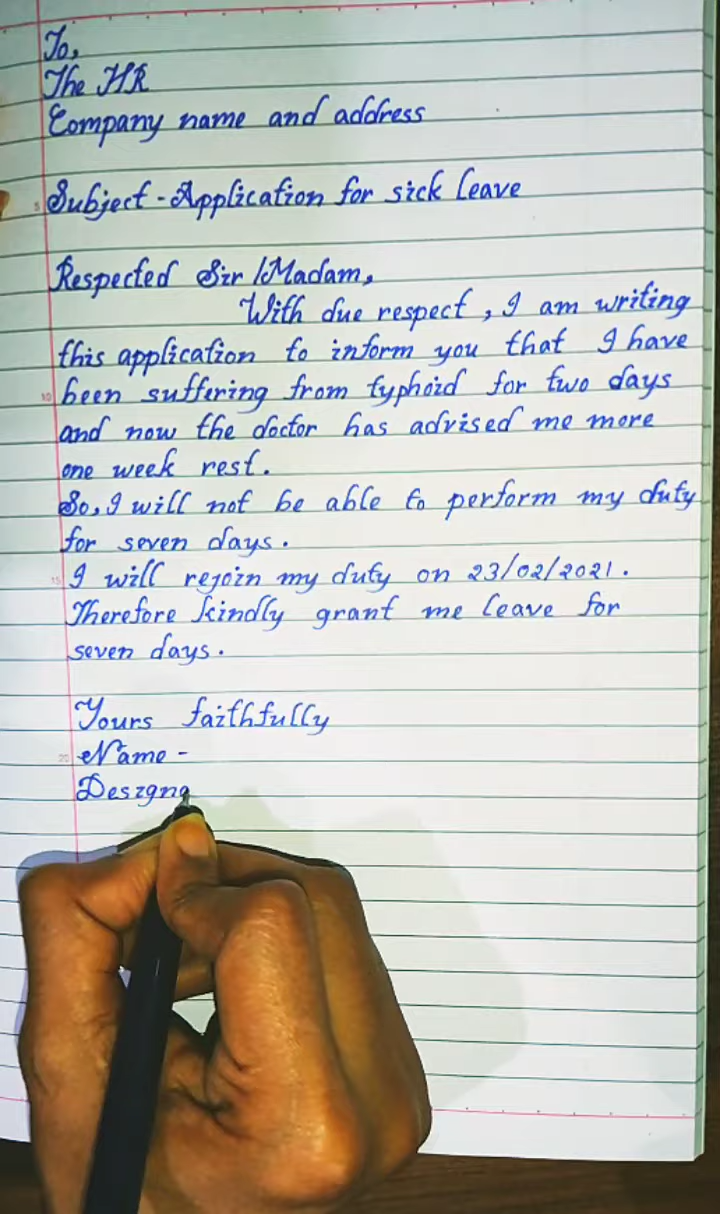 To,
The HR
Company name and address
Subject - Application for sick leave
Respected Sir/Madam,
With due respect, I am writing
this application to inform you that I have
been suffering from typhoid for two days
and now the doctor has advised me more
one week rest.
So, I will not be able to perform my duty
for seven days.
I will rejoin my duty on 23/02/2021.
Therefore kindly grant me leave for
seven days.
Yours faithfully
Name -
Designa